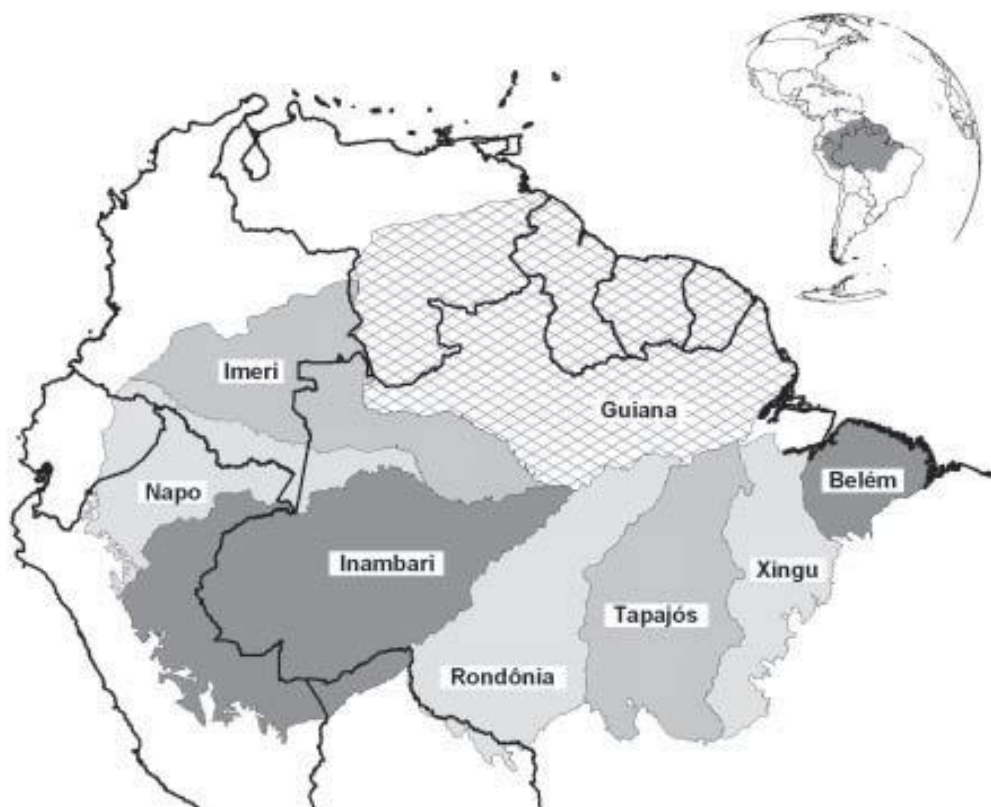 Imeri
Guiana
Napo
Belém
Inambari
Xingu
Tapajós
Rondônia